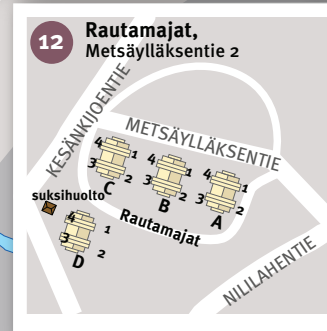 12
Rautamajat,
Metsäylläksentie 2
KESÄNKIJOENTIE
METSÄYLLÄKSENTIE
4
1
3
2
C
4
1
3
2
B
4
1
3
2
A
suksihuolto
Rautamajat
4
1
3
2
D
NILILAHENTIE